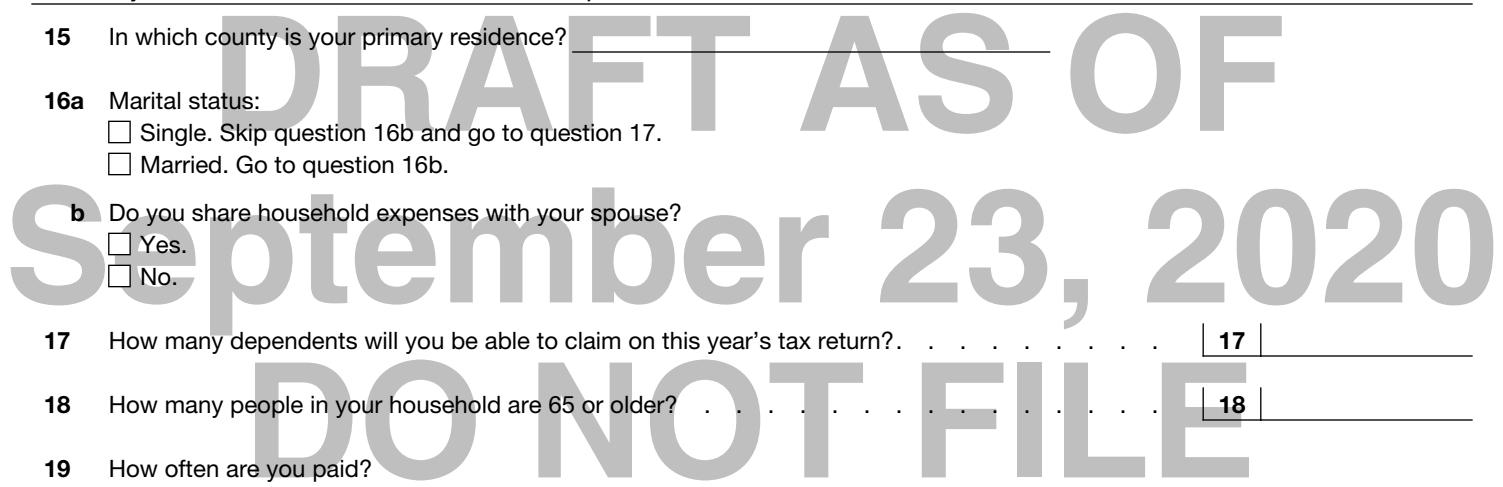 15 In which county is your primary residence?
16a Marital status:
Single. Skip question 16b and go to question 17.
Married. Go to question 16b.
b Do you share household expenses with your spouse?
Yes.
No.
17 How many dependents will you be able to claim on this year's tax return? . . . . . . . . . 17
18 How many people in your household are 65 or older? . . . . . . . . . . . . . . . 18
19 How often are you paid?
DRAFT AS OF
September 23, 2020
DO NOT FILE